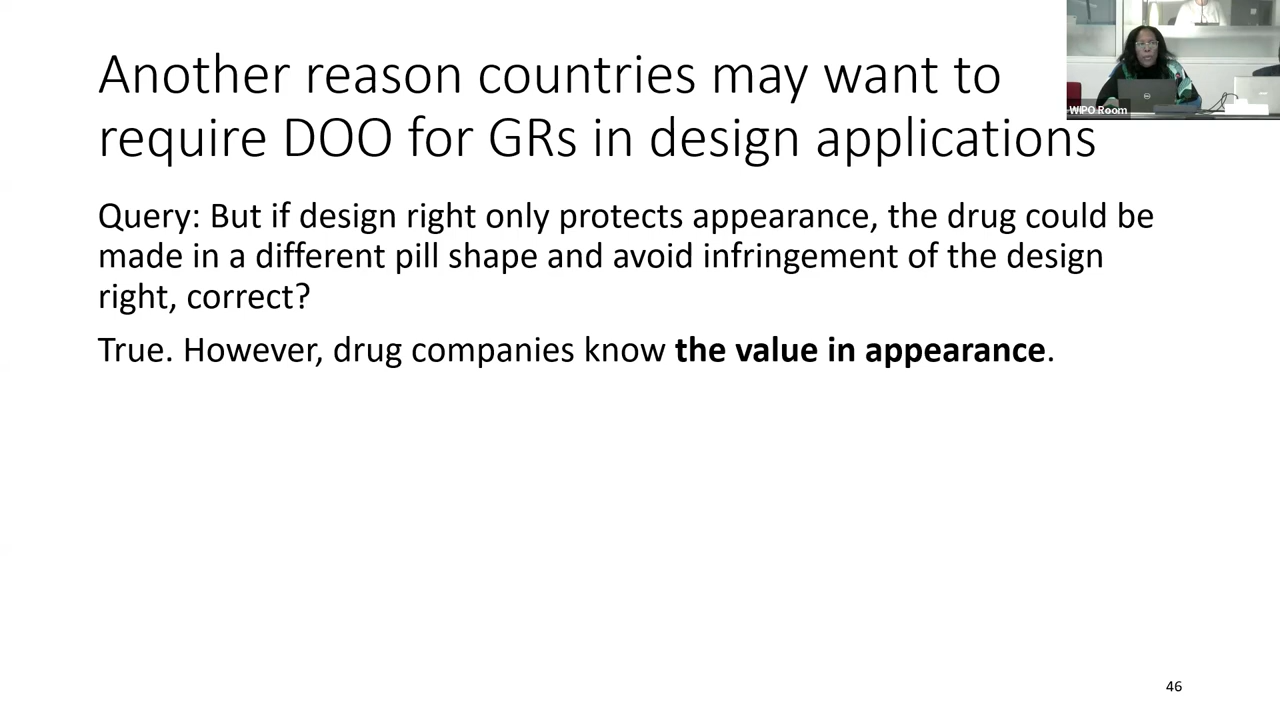 Another reason countries may want to
require DOO for GRs in design applications
WIPO Room
Query: But if design right only protects appearance, the drug could be
made in a different pill shape and avoid infringement of the design
right, correct?
True. However, drug companies know the value in appearance.
46